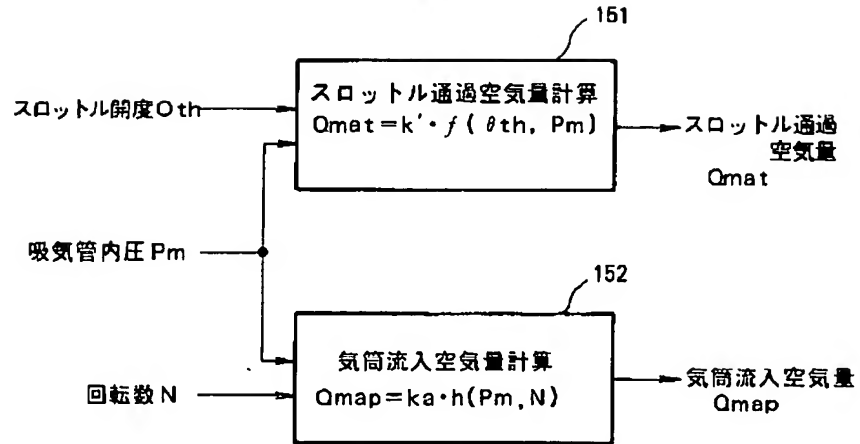 151
スロットル通過空気量計算
Qmat=k'・f(θth, Pm)
スロットル開度Oth
スロットル通過
空気量
Qmat
吸気管内圧Pm
152
気筒流入空気量計算
Qmap=ka・h(Pm,N)
回転数N
気筒流入空気量
Qmap